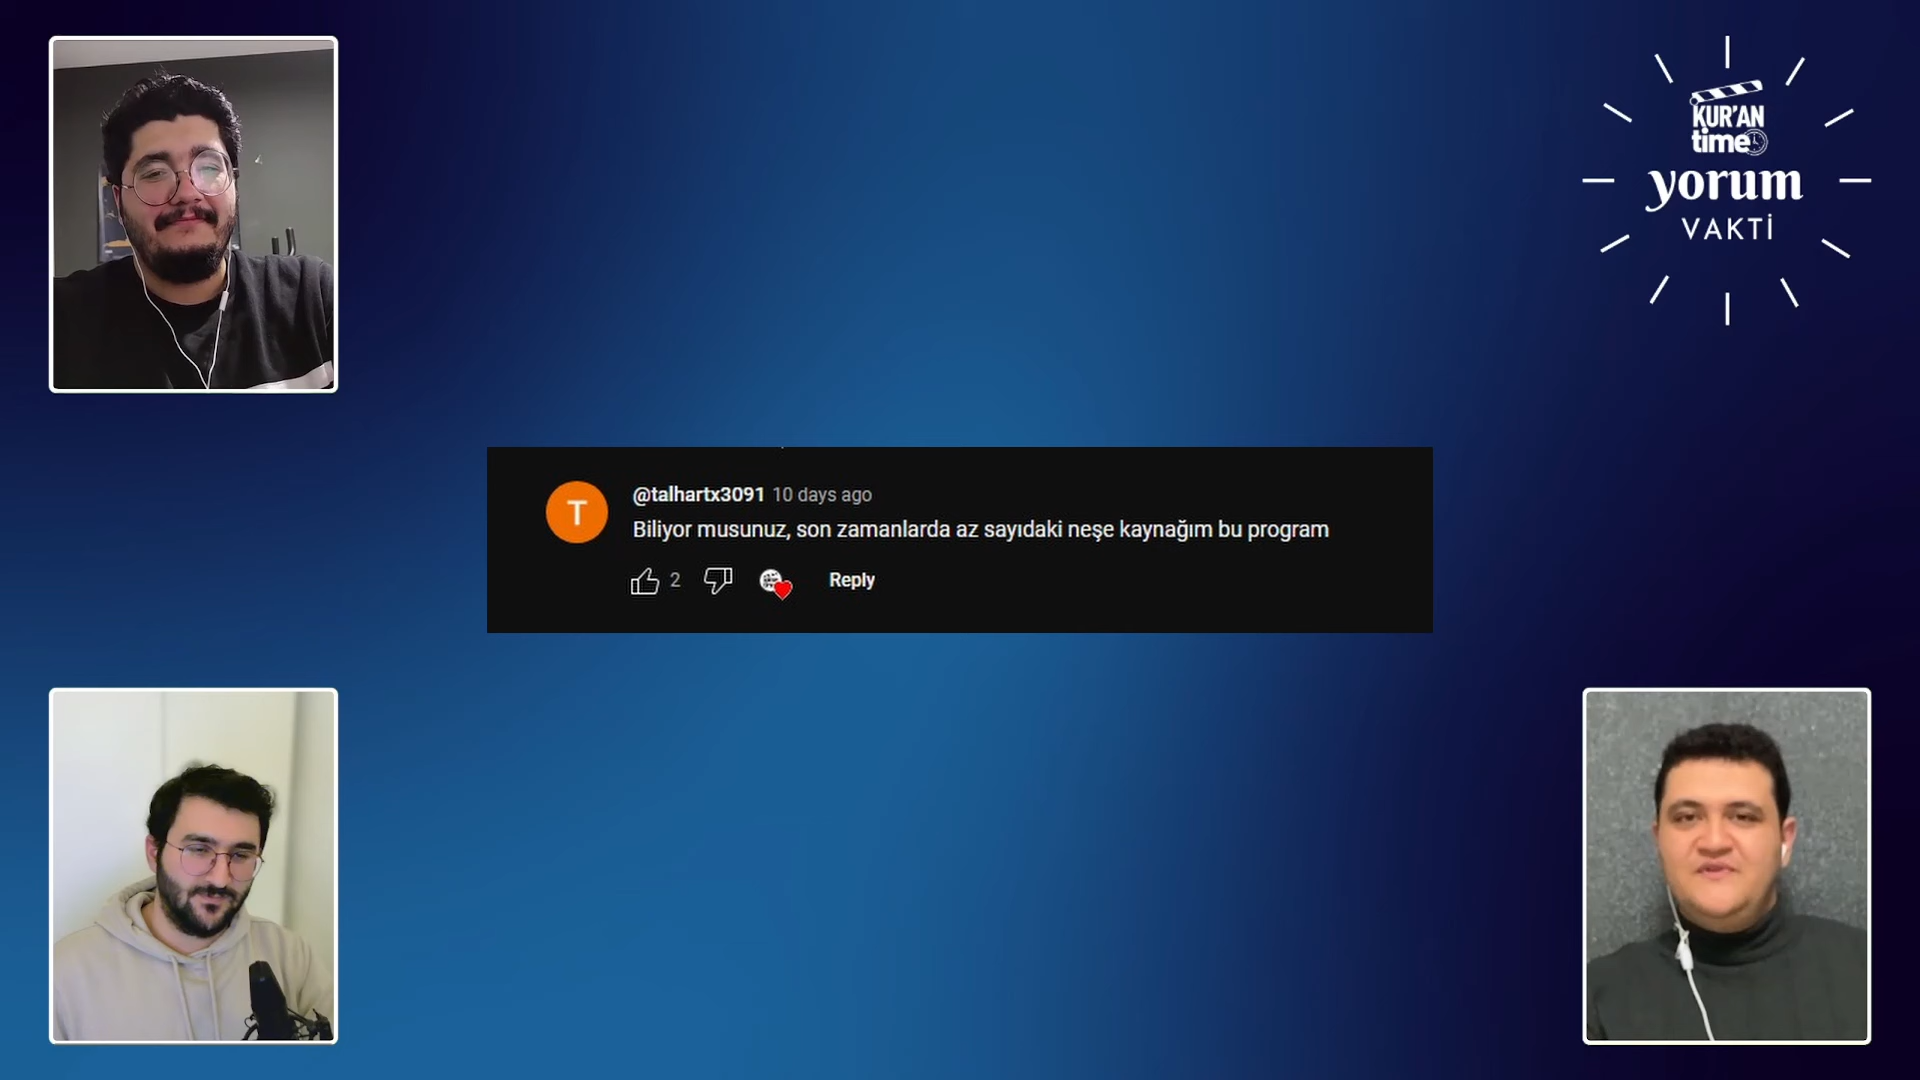 KUR'AN
time
yorum
VAKTİ
T
@talhartx3091 10 days ago
Biliyor musunuz, son zamanlarda az sayıdaki neşe kaynağım bu program
2
Reply